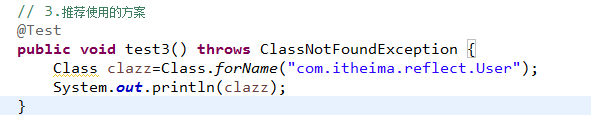 // 3.推荐使用的方案
@Test
public void test3() throws ClassNotFoundException {
Class clazz=Class.forName("com.itheima.reflect.User");
System.out.println(clazz);
}